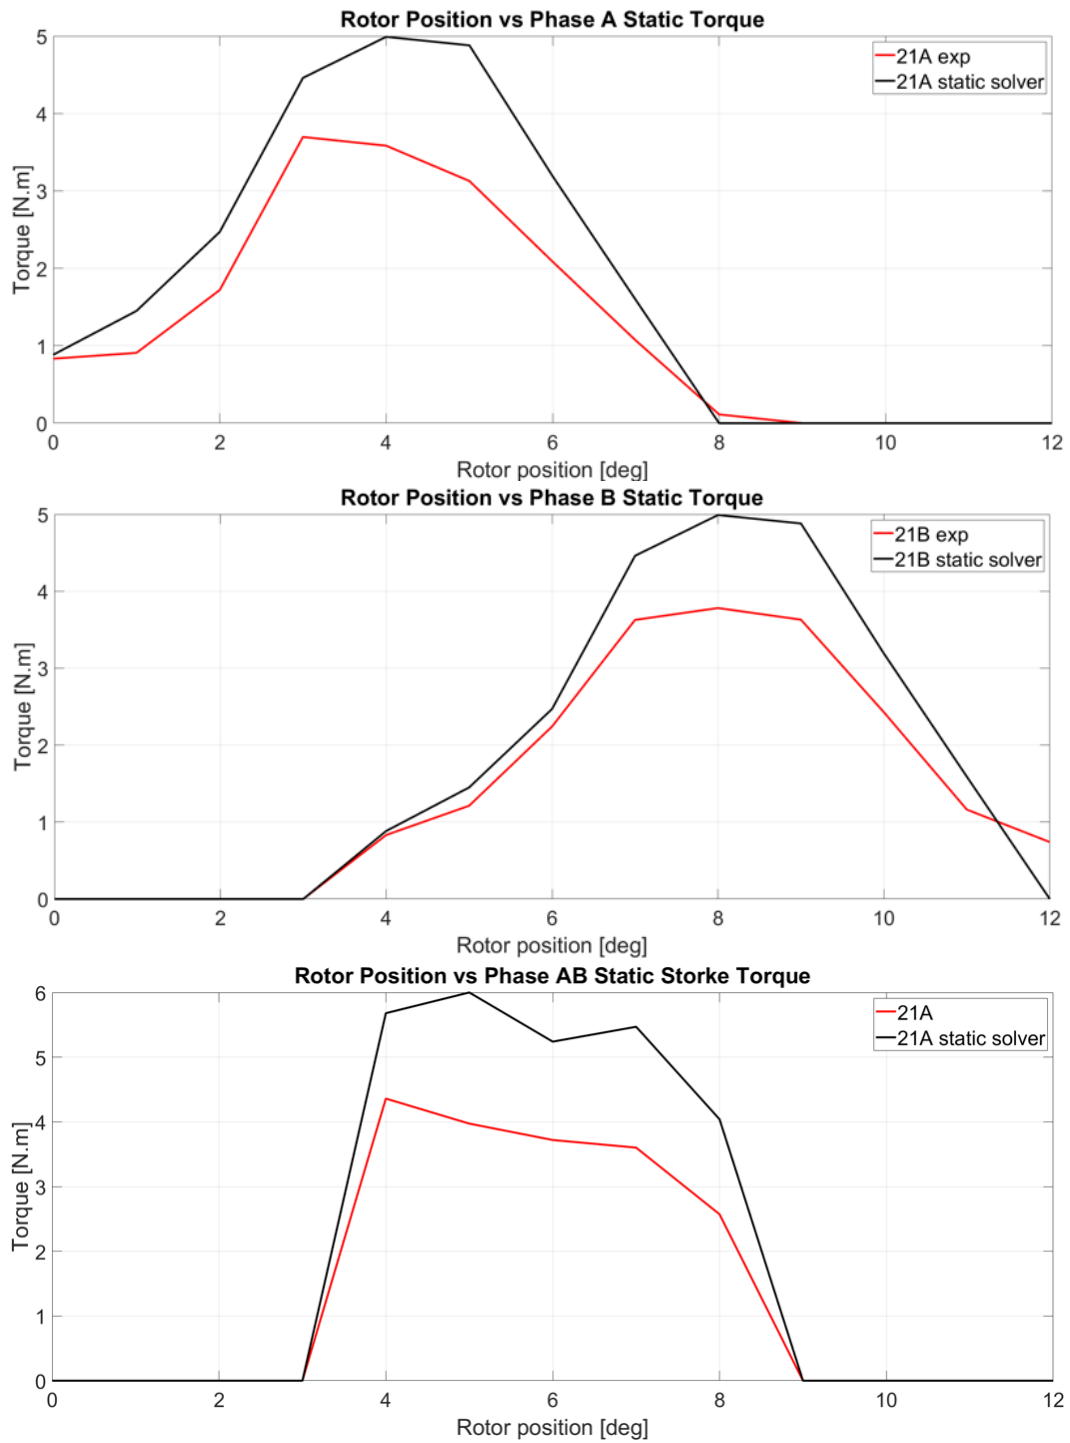 Rotor Position vs Phase A Static Torque
5
4
3
2
1
0
Torque [N.m]
21A exp
21A static solver
0 2 4 6 8 10 12
Rotor position [deg]
Rotor Position vs Phase B Static Torque
5
4
3
2
1
0
Torque [N.m]
21B exp
21B static solver
0 2 4 6 8 10 12
Rotor position [deg]
Rotor Position vs Phase AB Static Storke Torque
6
5
4
3
2
1
0
Torque [N.m]
21A
21A static solver
0 2 4 6 8 10 12
Rotor position [deg]